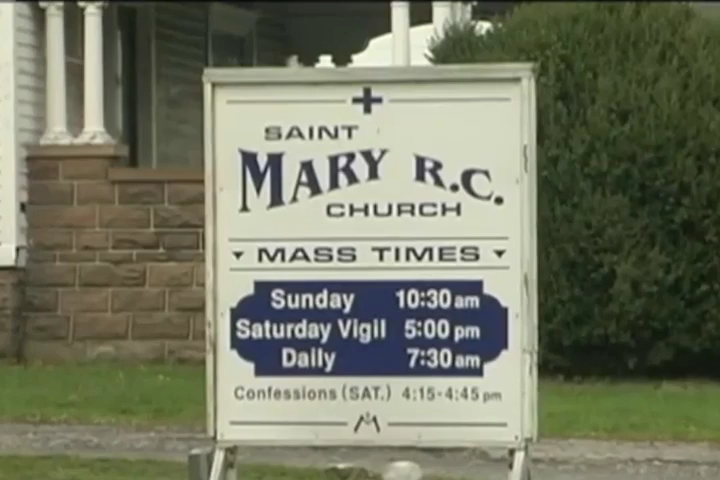 SAINT
MARY R.C.
CHURCH
MASS TIMES
Sunday 10:30 am
Saturday Vigil 5:00 pm
Daily 7:30 am
Confessions (SAT.) 4:15-4:45 pm